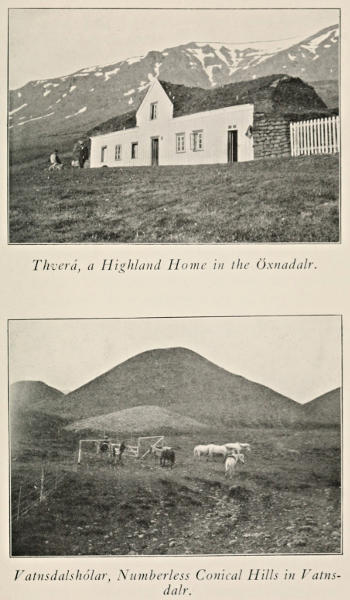 Thverá, a Highland Home in the Öxnadalr.
Vatnsdalshólar, Numberless Conical Hills in Vatns-
dalr.